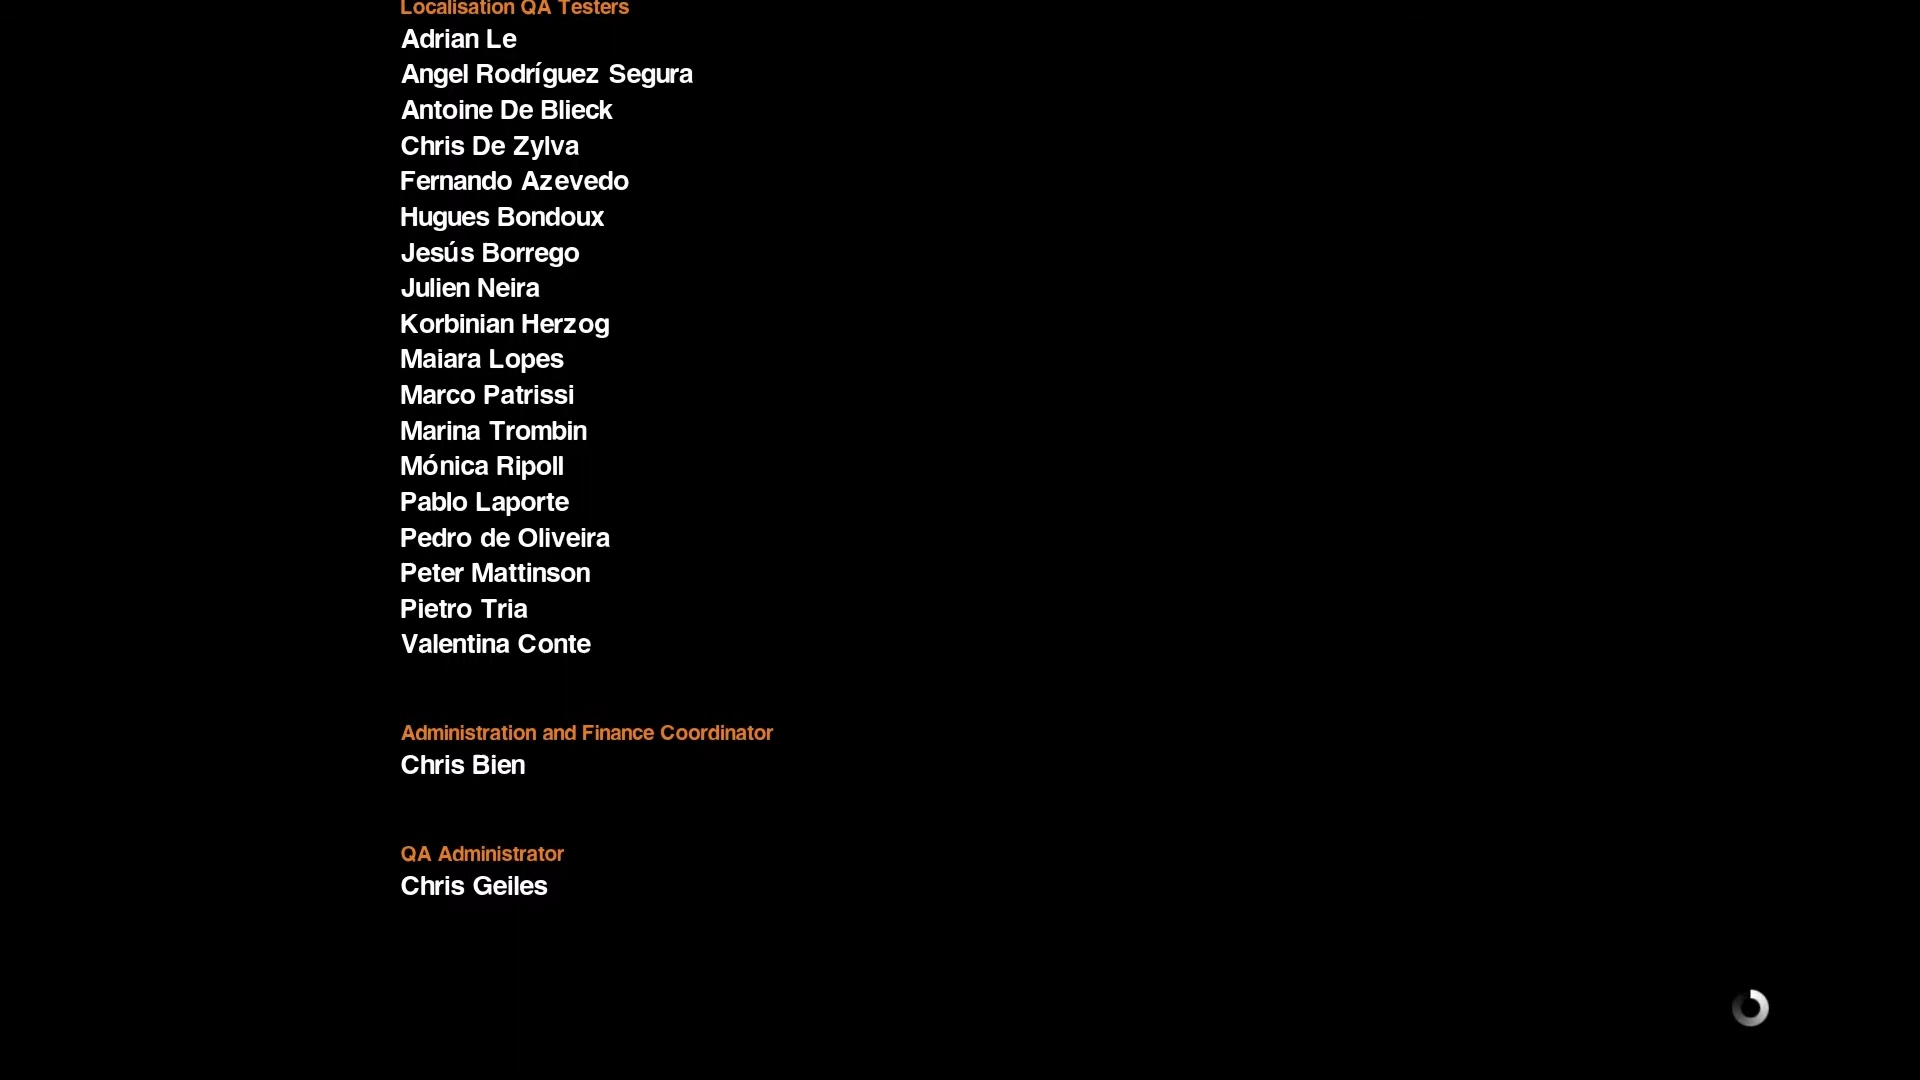 Localisation QA Testers
Adrian Le
Angel Rodríguez Segura
Antoine De Blieck
Chris De Zylva
Fernando Azevedo
Hugues Bondoux
Jesús Borrego
Julien Neira
Korbinian Herzog
Maiara Lopes
Marco Patrissi
Marina Trombin
Mónica Ripoll
Pablo Laporte
Pedro de Oliveira
Peter Mattinson
Pietro Tria
Valentina Conte
Administration and Finance Coordinator
Chris Bien
QA Administrator
Chris Geiles